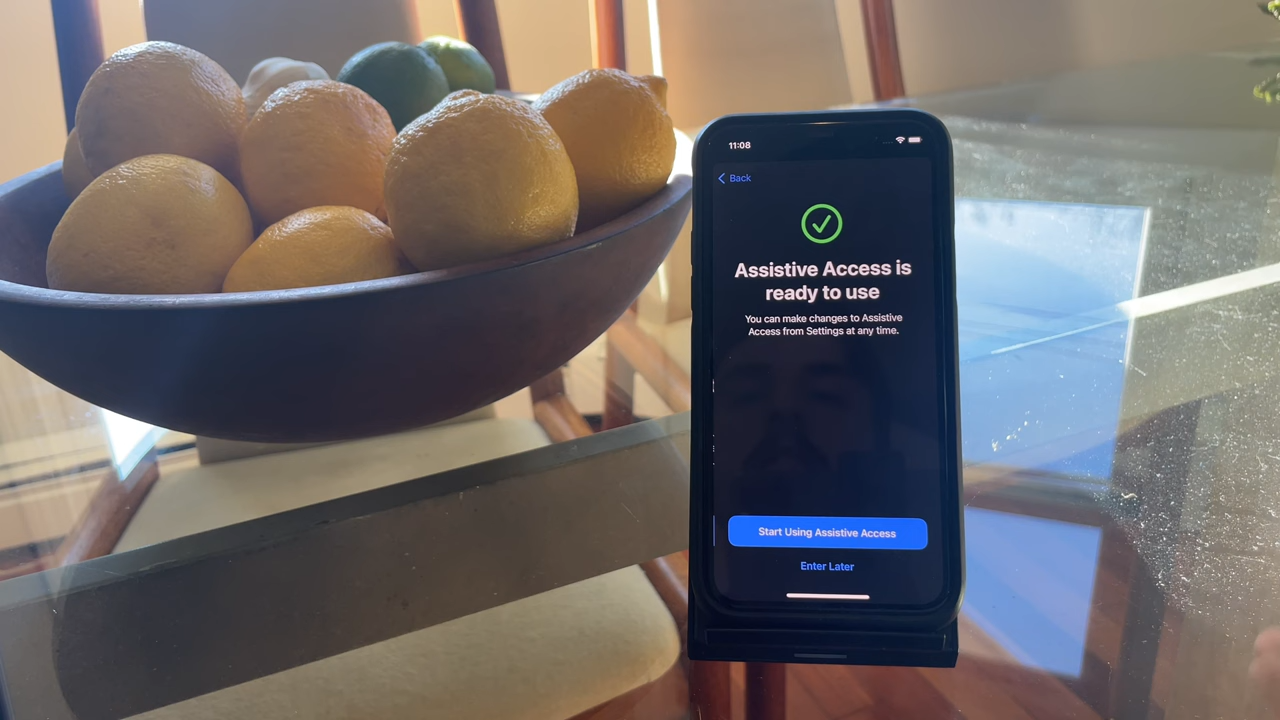 11:08
Back
Assistive Access is
ready to use
You can make changes to Assistive
Access from Settings at any time.
Start Using Assistive Access
Enter Later